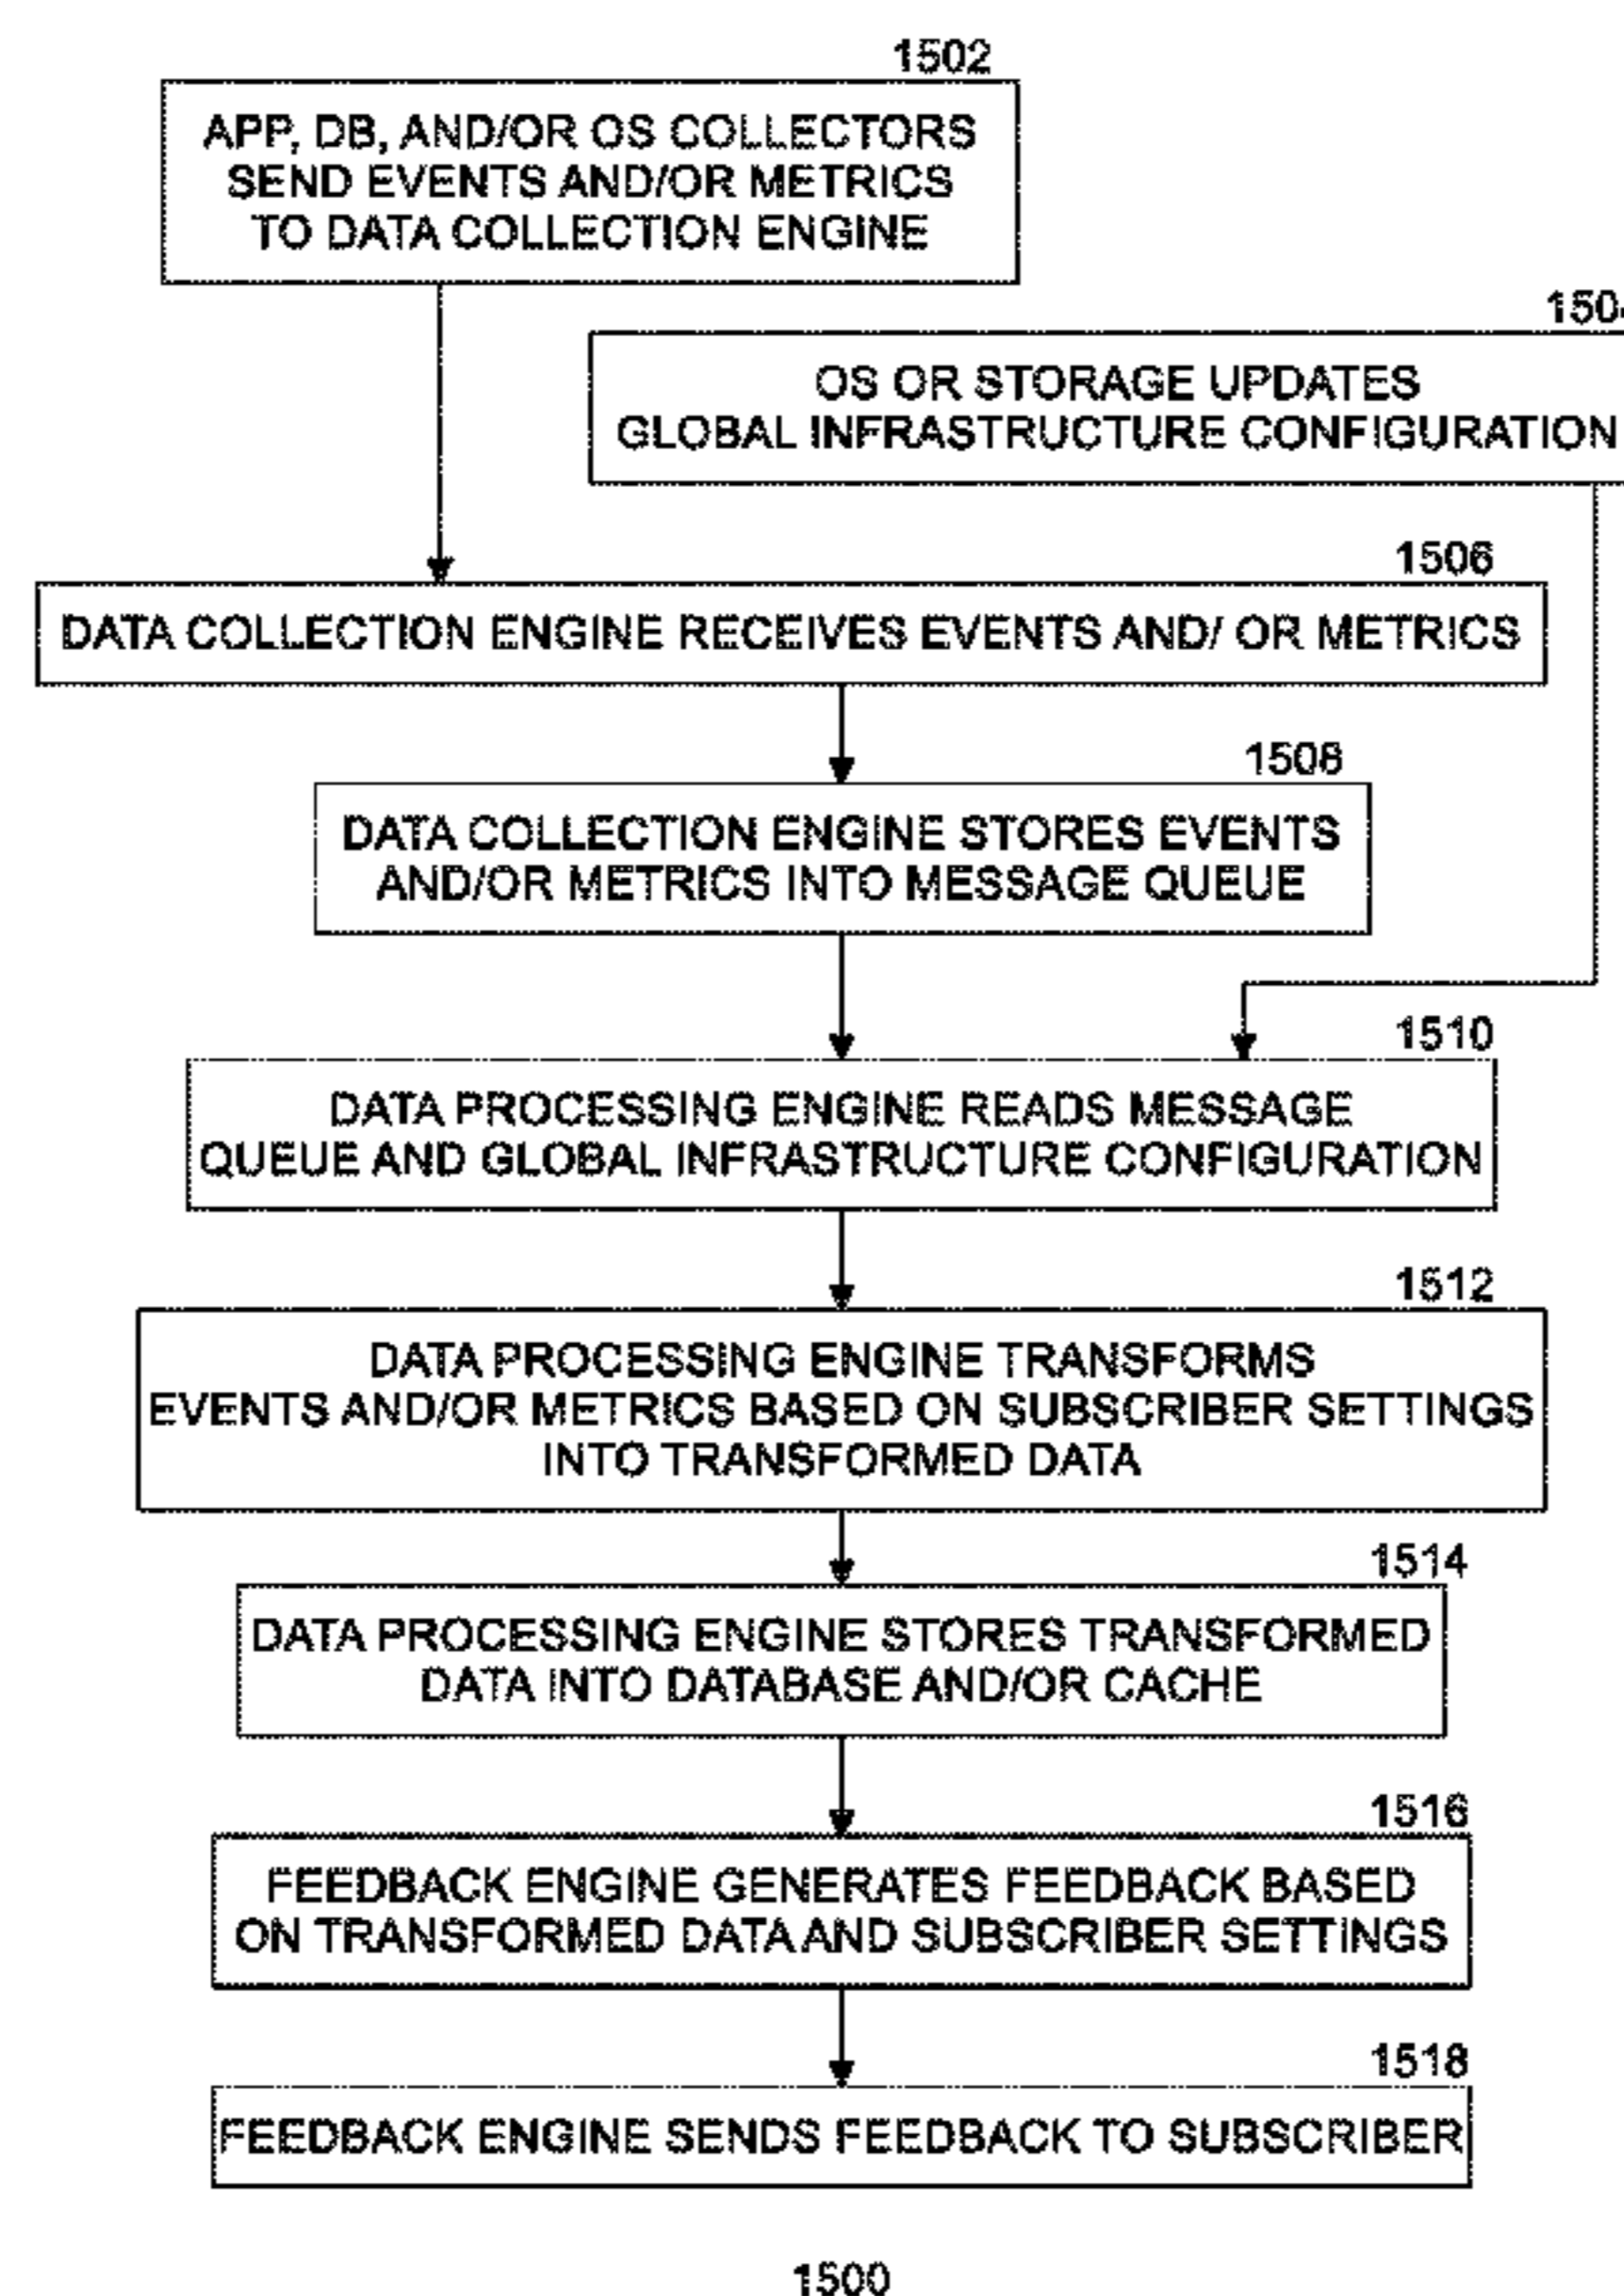 1502
APP, DB, AND/OR OS COLLECTORS
SEND EVENTS AND/OR METRICS
TO DATA COLLECTION ENGINE
OS OR STORAGE UPDATES
GLOBAL INFRASTRUCTURE CONFIGURATION
1506
DATA COLLECTION ENGINE RECEIVES EVENTS AND/ OR METRICS
1508
DATA COLLECTION ENGINE STORES EVENTS
AND/OR METRICS INTO MESSAGE QUEUE
1510
DATA PROCESSING ENGINE READS MESSAGE
QUEUE AND GLOBAL INFRASTRUCTURE CONFIGURATION
1512
DATA PROCESSING ENGINE TRANSFORMS
EVENTS AND/OR METRICS BASED ON SUBSCRIBER SETTINGS
INTO TRANSFORMED DATA
1514
DATA PROCESSING ENGINE STORES TRANSFORMED
DATA INTO DATABASE AND/OR CACHE
1516
FEEDBACK ENGINE GENERATES FEEDBACK BASED
ON TRANSFORMED DATA AND SUBSCRIBER SETTINGS
1518
FEEDBACK ENGINE SENDS FEEDBACK TO SUBSCRIBER
1500